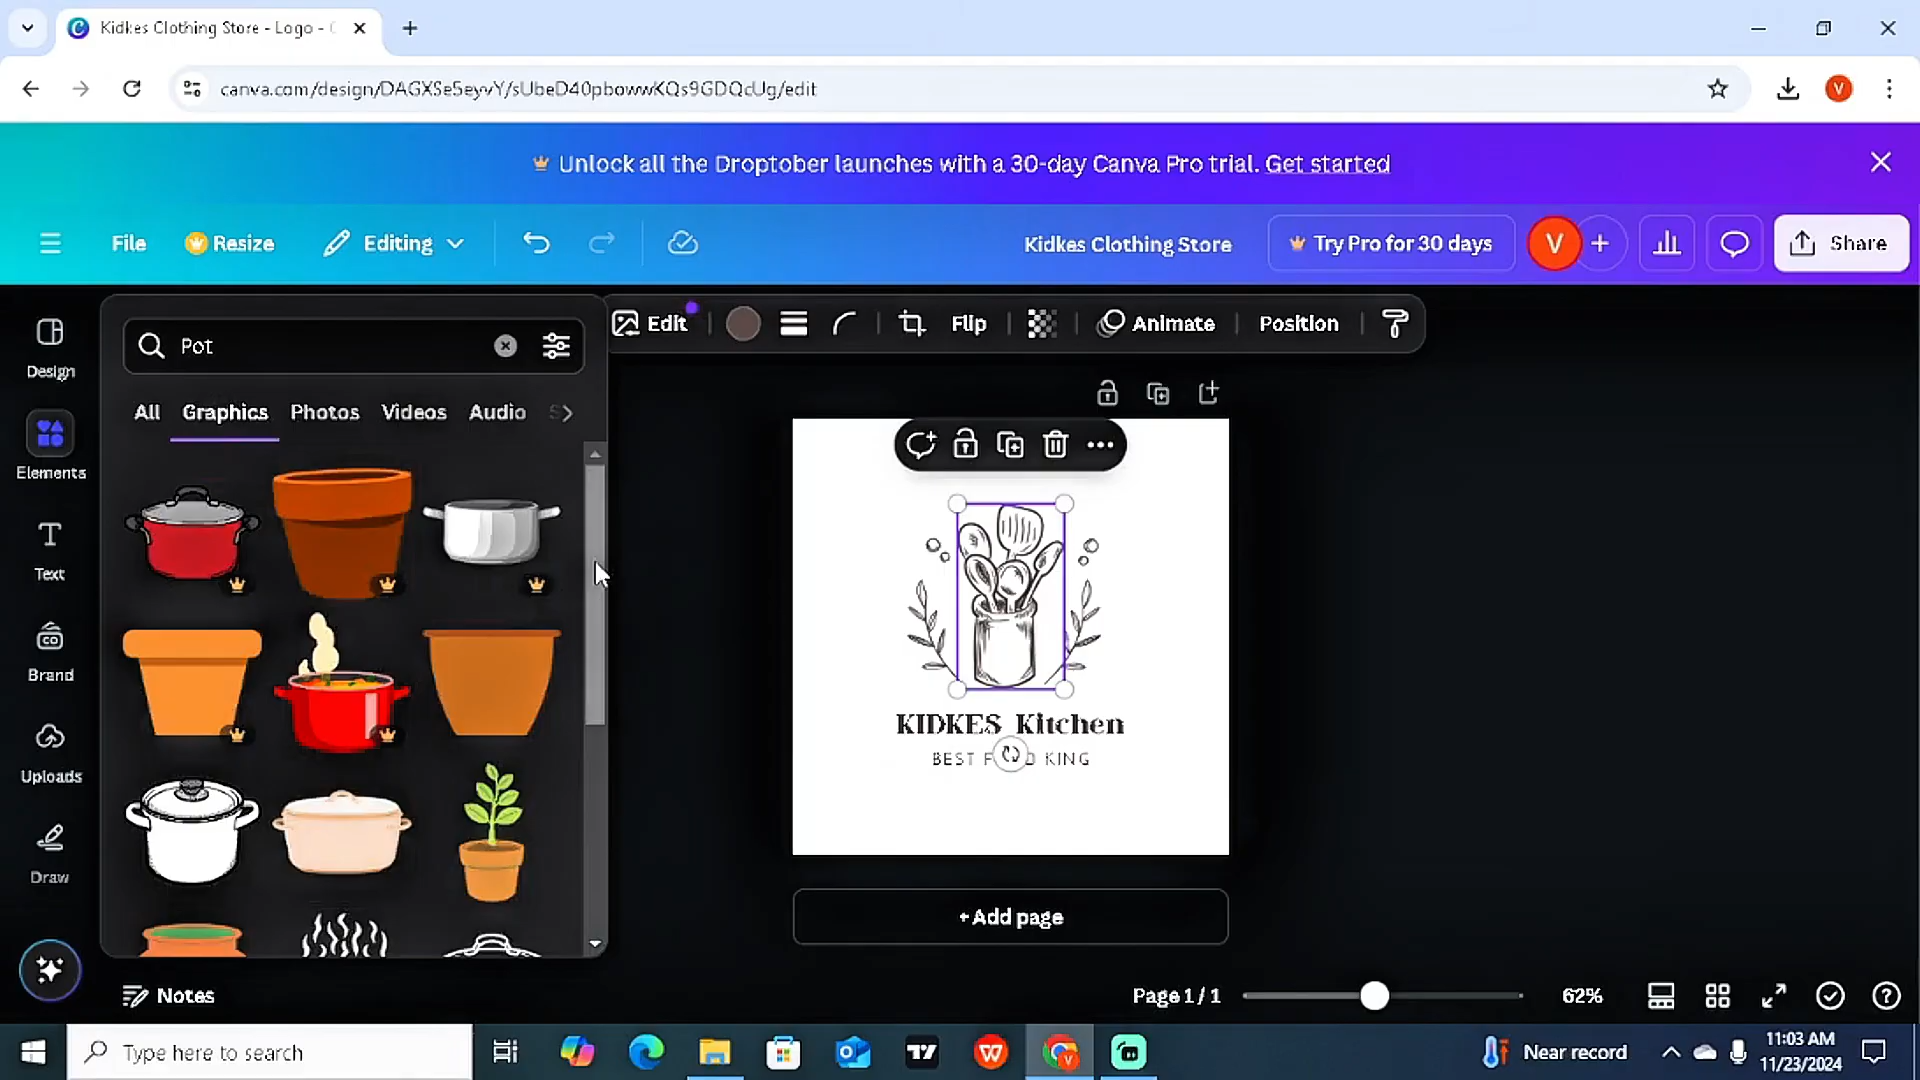 Kidkes Clothing Store - Logo -
canva.com/design/DAGXSe5eyvY/sUbeD40pbowwKQs9GDQcUg/edit
V
Unlock all the Droptober launches with a 30-day Canva Pro trial. Get started
File
Resize
Editing
Kidkes Clothing Store
Try Pro for 30 days
V
Share
Design
Elements
Text
Brand
Uploads
Draw
Pot
All
Graphics
Photos
Videos
Audio
Edit
Flip
Animate
Position
KIDKES Kitchen
BEST F D KING
+ Add page
Notes
Page 1 / 1
62%
Type here to search
Near record
11:03 AM
11/23/2024